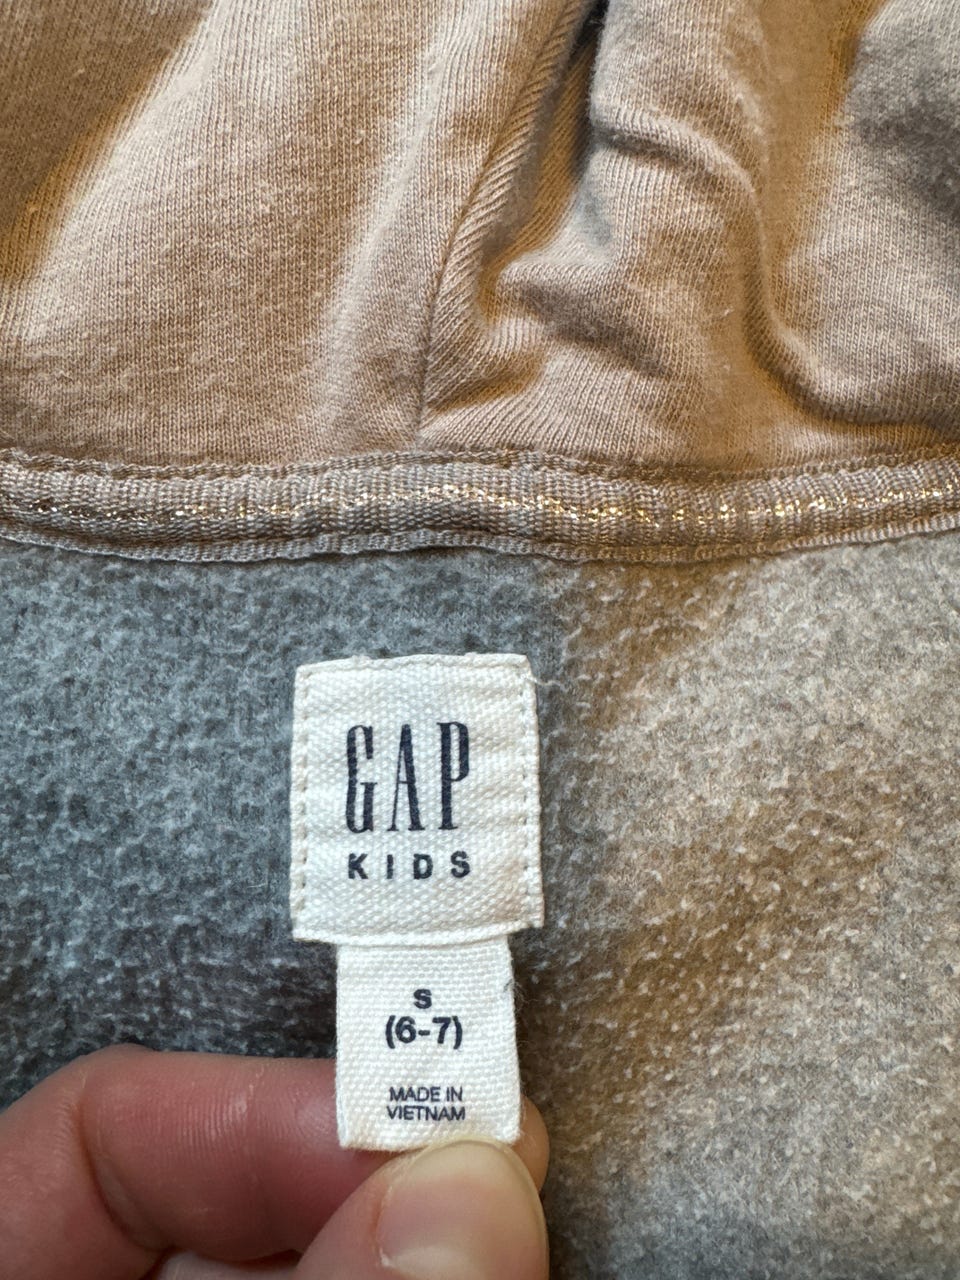 GAP
KIDS
S
(6-7)
MADE IN
VIETNAM